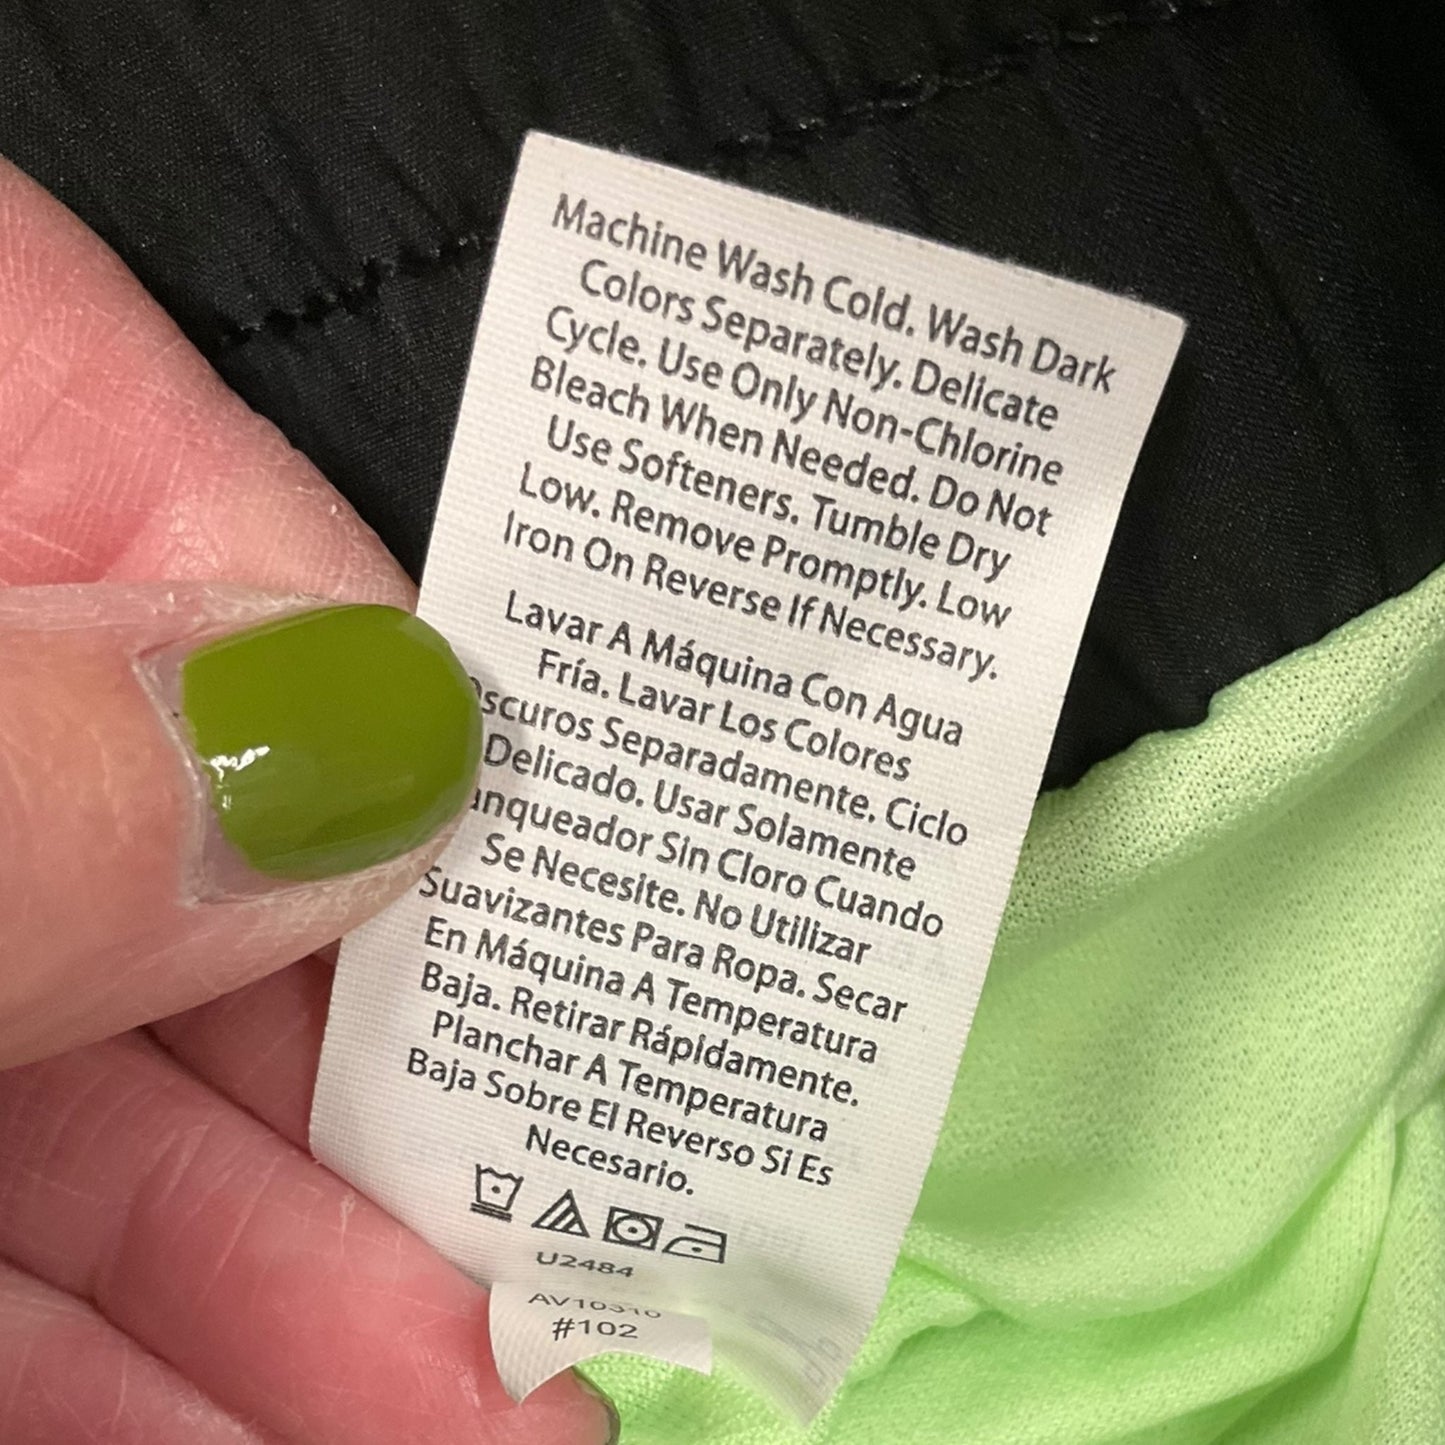 Machine Wash Cold. Wash Dark
Colors Separately. Delicate
Cycle. Use Only Non-Chlorine
Bleach When Needed. Do Not
Use Softeners. Tumble Dry
Low. Remove Promptly. Low
Iron On Reverse If Necessary.
Lavar A Máquina Con Agua
Fría. Lavar Los Colores
Separadamente. Ciclo
Delicado. Usar Solamente
Sin Cloro Cuando
Se Necesite. No Utilizar
Suavizantes Para Ropa. Secar
En Máquina A Temperatura
Baja. Retirar Rápidamente.
Planchar A Temperatura
Baja Sobre El Reverso Si Es
Necesario.
U2484
AV10310
#102